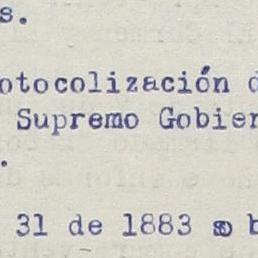 s.
otocolización d
Supremo Gobier
.
31 de 1883 b